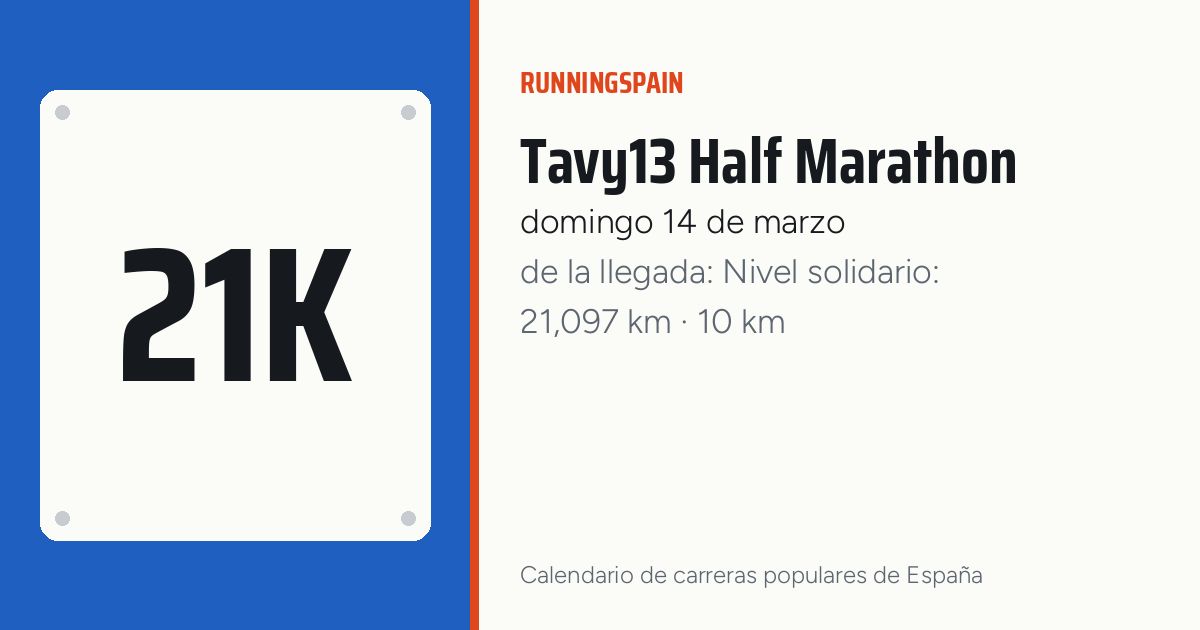 21K
RUNNINGSPAIN
Tavy13 Half Marathon
domingo 14 de marzo
de la llegada: Nivel solidario:
21,097 km · 10 km
Calendario de carreras populares de España